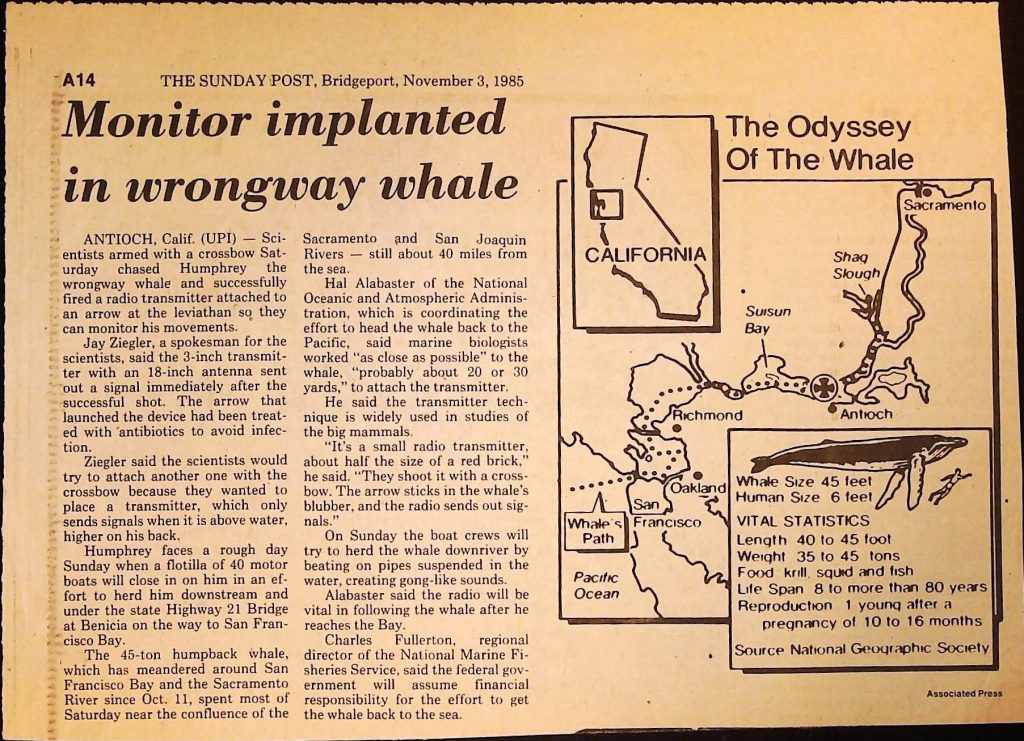 A14 THE SUNDAY POST, Bridgeport, November 3, 1985
Monitor implanted
in wrongway whale
ANTIOCH, Calif. (UPI) — Sci-
entists armed with a crossbow Sat-
urday chased Humphrey the
wrongway whale and successfully
fired a radio transmitter attached to
an arrow at the leviathan so they
can monitor his movements.
Jay Ziegler, a spokesman for the
scientists, said the 3-inch transmit-
ter with an 18-inch antenna sent
out a signal immediately after the
successful shot. The arrow that
launched the device had been treat-
ed with antibiotics to avoid infec-
tion.
Ziegler said the scientists would
try to attach another one with the
crossbow because they wanted to
place a transmitter, which only
sends signals when it is above water,
higher on his back.
Humphrey faces a rough day
Sunday when a flotilla of 40 motor
boats will close in on him in an ef-
fort to herd him downstream and
under the state Highway 21 Bridge
at Benicia on the way to San Fran-
cisco Bay.
The 45-ton humpback whale,
which has meandered around San
Francisco Bay and the Sacramento
River since Oct. 11, spent most of
Saturday near the confluence of the
Sacramento and San Joaquin
Rivers — still about 40 miles from
the sea.
Hal Alabaster of the National
Oceanic and Atmospheric Adminis-
tration, which is coordinating the
effort to head the whale back to the
Pacific, said marine biologists
worked "as close as possible" to the
whale, "probably about 20 or 30
yards," to attach the transmitter.
He said the transmitter tech-
nique is widely used in studies of
the big mammals.
"It's a small radio transmitter,
about half the size of a red brick,"
he said. "They shoot it with a cross-
bow. The arrow sticks in the whale's
blubber, and the radio sends out sig-
nals."
On Sunday the boat crews will
try to herd the whale downriver by
beating on pipes suspended in the
water, creating gong-like sounds.
Alabaster said the radio will be
vital in following the whale after he
reaches the Bay.
Charles Fullerton, regional
director of the National Marine Fi-
sheries Service, said the federal gov-
ernment will assume financial
responsibility for the effort to get
the whale back to the sea.
The Odyssey
Of The Whale
CALIFORNIA
Sacramento
Shag
Slough
Suisun
Bay
Richmond
Antioch
Oakland
San
Francisco
Whale's
Path
Pacific
Ocean
Whale Size 45 feet
Human Size 6 feet
VITAL STATISTICS
Length 40 to 45 foot
Weight 35 to 45 tons
Food krill, squid and fish
Life Span 8 to more than 80 years
Reproduction 1 young after a
pregnancy of 10 to 16 months
Source National Geographic Society
Associated Press